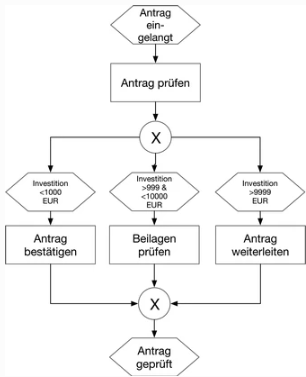 Antrag
ein-
gelangt
Antrag prüfen
X
Investition
<1000
EUR
Investition
>999 &
<10000
EUR
Investition
>9999
EUR
Antrag
bestätigen
Beilagen
prüfen
Antrag
weiterleiten
X
Antrag
geprüft